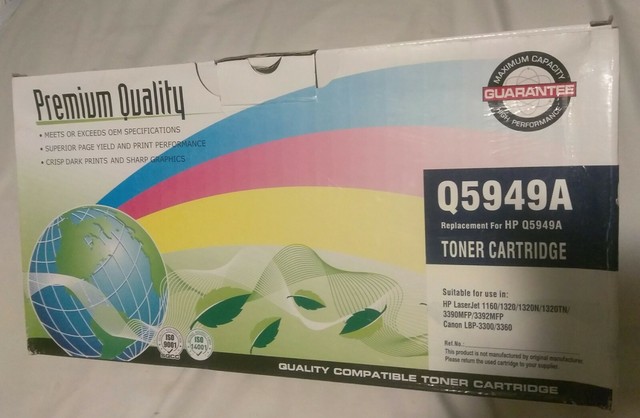 Premium Quality
• MEETS OR EXCEEDS OEM SPECIFICATIONS
• SUPERIOR PAGE YIELD AND PRINT PERFORMANCE
• CRISP DARK PRINTS AND SHARP GRAPHICS
MAXIMUM CAPACITY
GUARANTEE
HIGH PERFORMANCE
Q5949A
Replacement For HP Q5949A
TONER CARTRIDGE
Suitable for use in:
HP LaserJet 1160/1320/1320N/1320TN/
3390MFP/3392MFP
Canon LBP-3300/3360
Ref.No.:
This product is not manufactured by original manufacturer.
Please return the used cartridge to your supplier.
ISO
9001
ISO
14001
QUALITY COMPATIBLE TONER CARTRIDGE